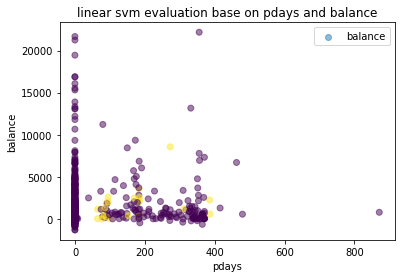 linear svm evaluation base on pdays and balance
balance
20000
15000
10000
5000
0
balance
0 200 400 600 800
pdays